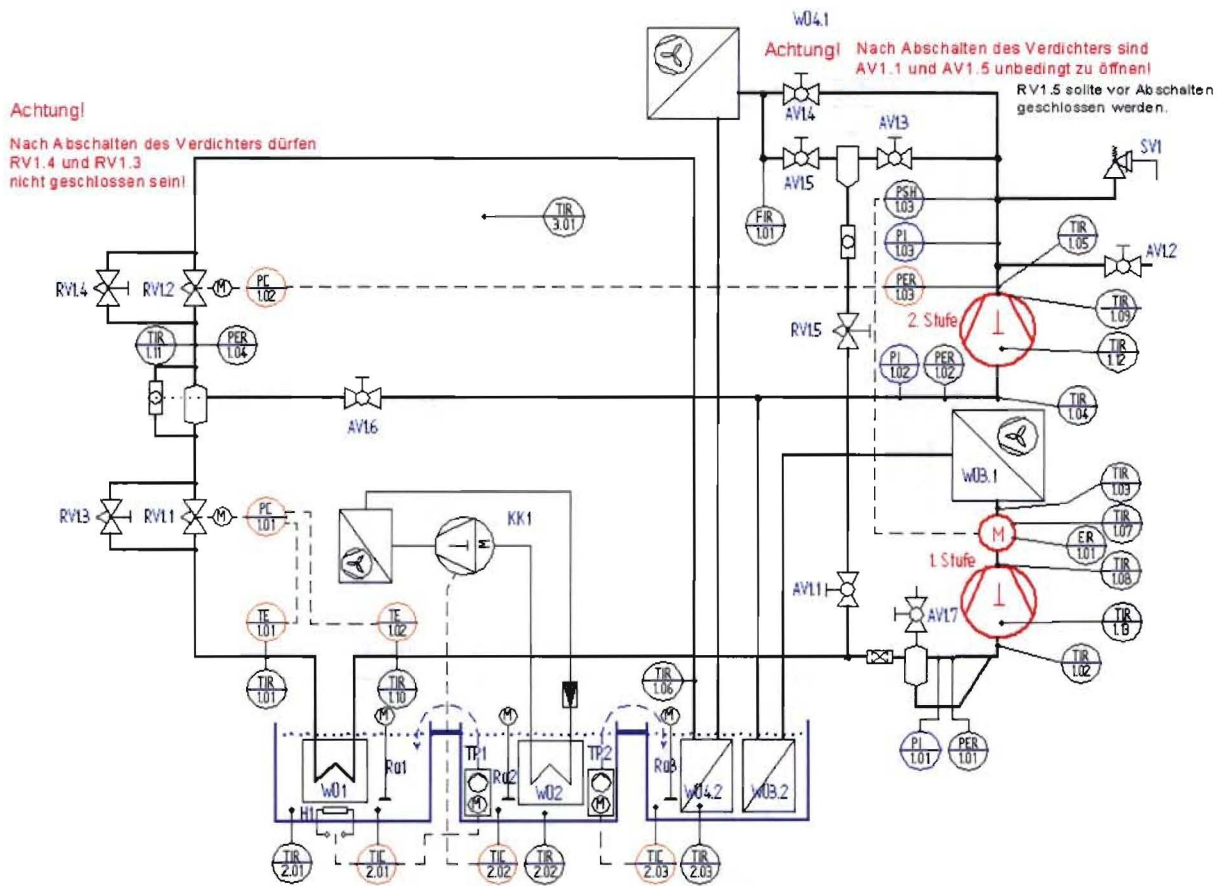 WÜ4.1
Achtung! Nach Abschalten des Verdichters sind
AV1.1 und AV1.5 unbedingt zu öffnen!
RV1.5 sollte vor Abschalten
geschlossen werden.
Achtung!
Nach Abschalten des Verdichters dürfen
RV1.4 und RV1.3
nicht geschlossen sein!
AV1.4
AV1.3
AV1.5
SV1
PSH
1.03
FIR
1.01
TIR
3.01
PI
1.03
TIR
1.05
AV1.2
RV1.4
RV1.2
M
PC
1.02
PER
1.03
TIR
1.09
2. Stufe
RV1.5
TIR
1.11
PER
1.04
TIR
1.12
PI
1.02
PER
1.02
TIR
1.04
AV1.6
WÜ3.1
TIR
1.03
RV1.3
RV1.1
M
PC
1.01
KK1
M
M
TIR
1.07
ER
1.01
1. Stufe
TIR
1.08
AV1.1
AV1.7
TE
1.01
TE
1.02
TIR
1.13
TIR
1.02
TIR
1.01
TIR
1.10
TIR
1.06
M
M
M
PI
1.01
PER
1.01
Rü1
TP1
Rü2
TP2
Rü3
WÜ1
M
WÜ2
M
WÜ4.2
WÜ3.2
H1
TIR
2.01
TIC
2.01
TIC
2.02
TIR
2.02
TIC
2.03
TIR
2.03